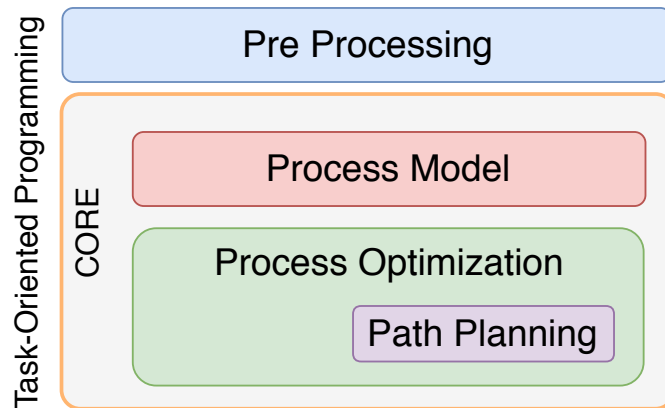 Task-Oriented Programming
Pre Processing
CORE
Process Model
Process Optimization
Path Planning